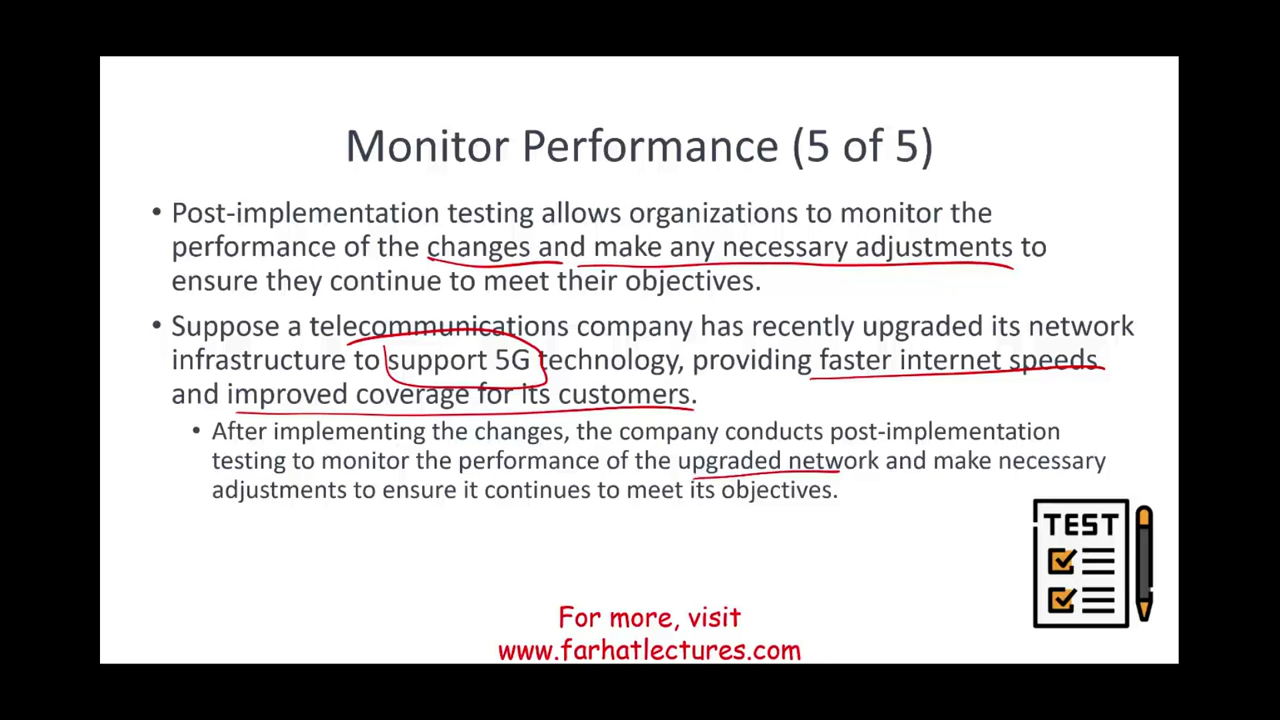 Monitor Performance (5 of 5)
• Post-implementation testing allows organizations to monitor the
performance of the changes and make any necessary adjustments to
ensure they continue to meet their objectives.
• Suppose a telecommunications company has recently upgraded its network
infrastructure to support 5G technology, providing faster internet speeds
and improved coverage for its customers.
• After implementing the changes, the company conducts post-implementation
testing to monitor the performance of the upgraded network and make necessary
adjustments to ensure it continues to meet its objectives.
TEST
For more, visit
www.farhatlectures.com